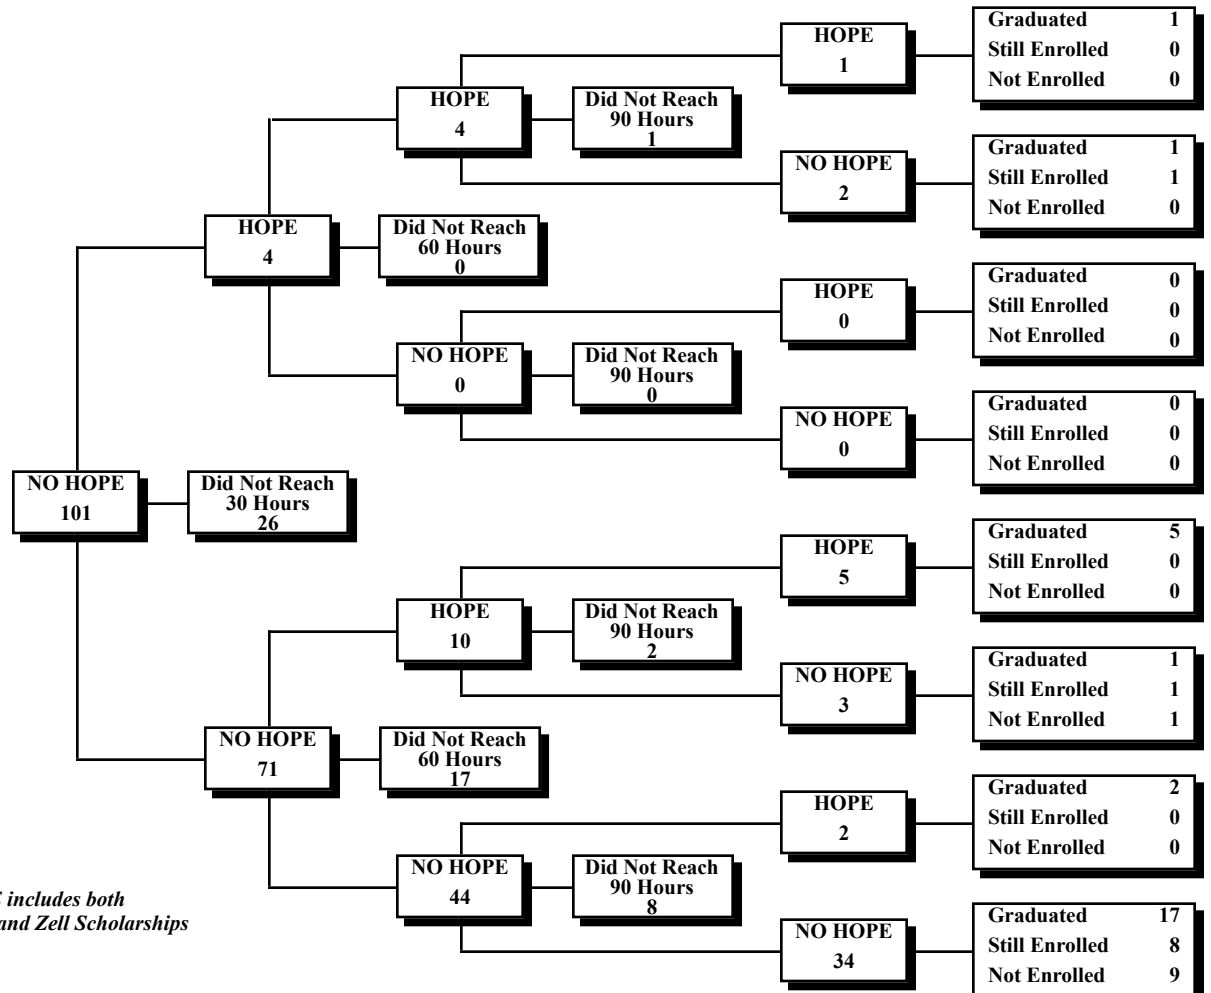 NO HOPE
101
Did Not Reach
30 Hours
26
HOPE
4
Did Not Reach
60 Hours
0
NO HOPE
71
Did Not Reach
60 Hours
17
HOPE
4
Did Not Reach
90 Hours
1
NO HOPE
0
Did Not Reach
90 Hours
0
HOPE
10
Did Not Reach
90 Hours
2
NO HOPE
44
Did Not Reach
90 Hours
8
HOPE
1
Graduated 1
Still Enrolled 0
Not Enrolled 0
NO HOPE
2
Graduated 1
Still Enrolled 1
Not Enrolled 0
HOPE
0
Graduated 0
Still Enrolled 0
Not Enrolled 0
NO HOPE
0
Graduated 0
Still Enrolled 0
Not Enrolled 0
HOPE
5
Graduated 5
Still Enrolled 0
Not Enrolled 0
NO HOPE
3
Graduated 1
Still Enrolled 1
Not Enrolled 1
HOPE
2
Graduated 2
Still Enrolled 0
Not Enrolled 0
NO HOPE
34
Graduated 17
Still Enrolled 8
Not Enrolled 9
includes both
and Zell Scholarships